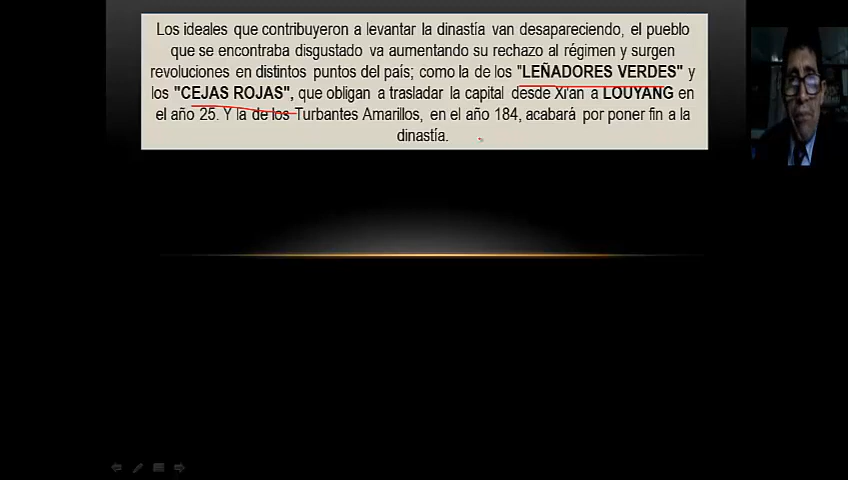 Los ideales que contribuyeron a levantar la dinastía van desapareciendo, el pueblo
que se encontraba disgustado va aumentando su rechazo al régimen y surgen
revoluciones en distintos puntos del país; como la de los "LEÑADORES VERDES" y
los "CEJAS ROJAS", que obligan a trasladar la capital desde Xi'an a LOUYANG en
el año 25. Y la de los Turbantes Amarillos, en el año 184, acabará por poner fin a la
dinastía.